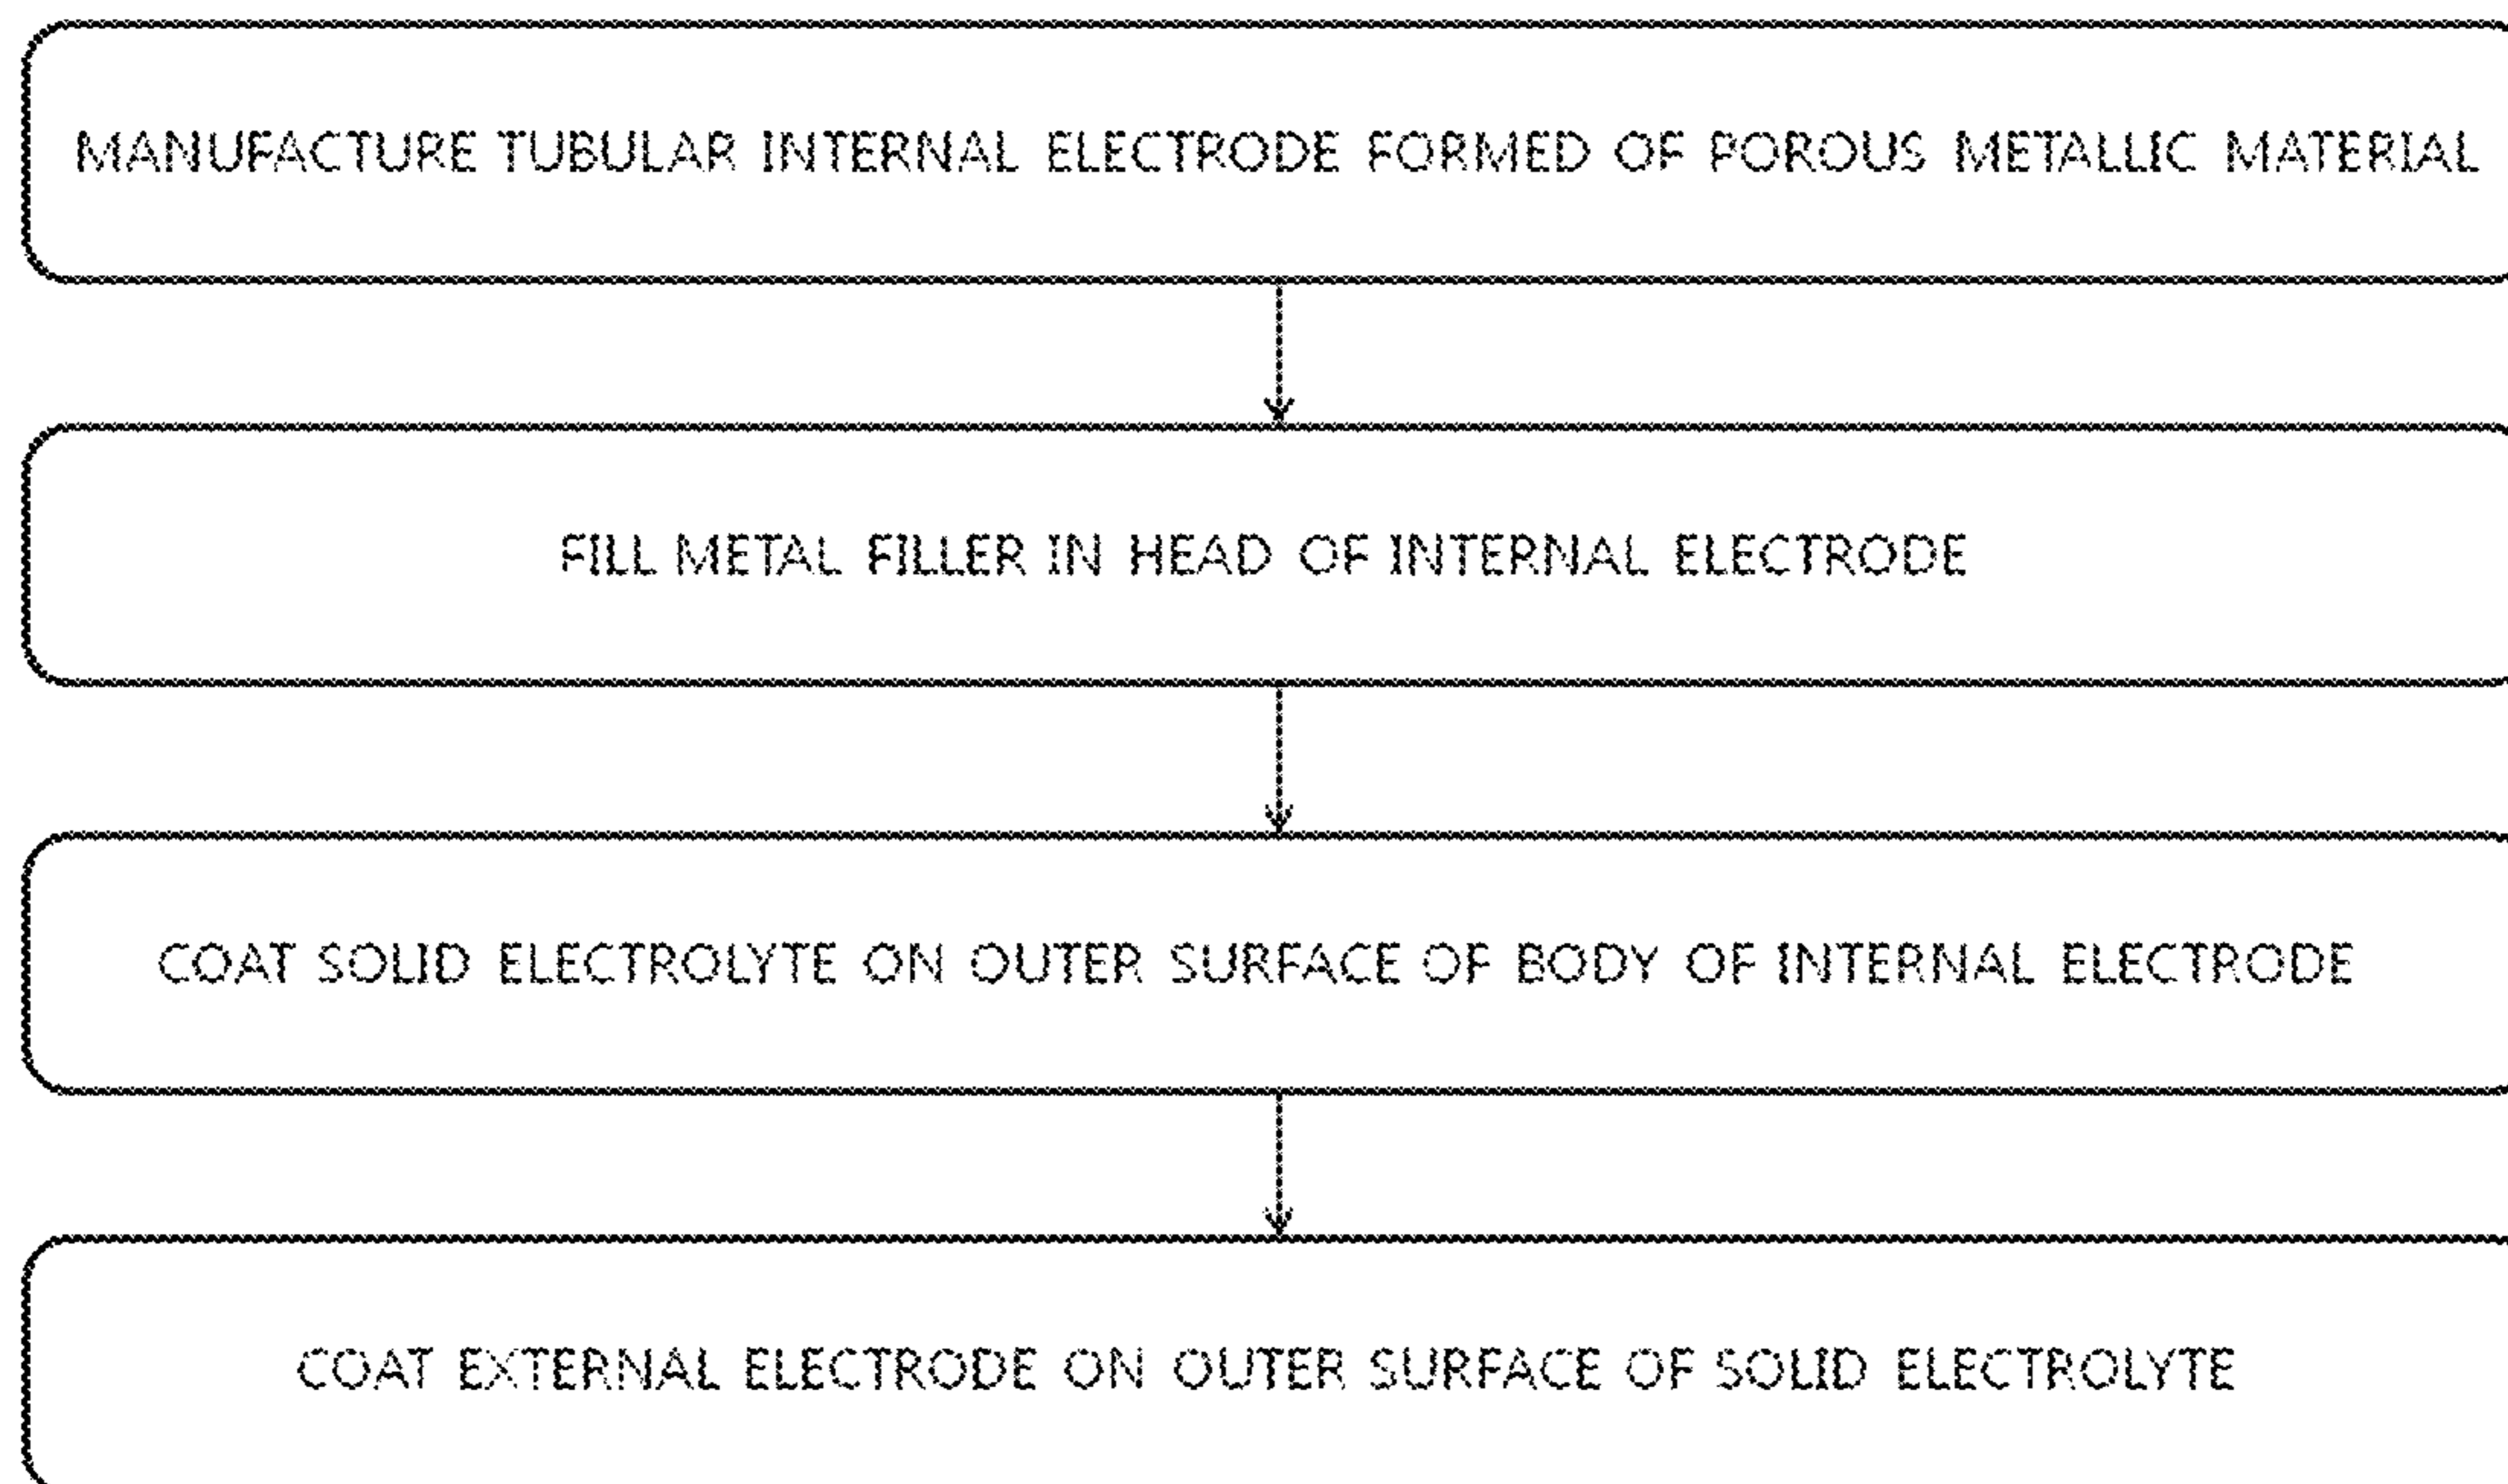 MANUFACTURE TUBULAR INTERNAL ELECTRODE FORMED OF POROUS METALLIC MATERIAL
FILL METAL FILLER IN HEAD OF INTERNAL ELECTRODE
COAT SOLID ELECTROLYTE ON OUTER SURFACE OF BODY OF INTERNAL ELECTRODE
COAT EXTERNAL ELECTRODE ON OUTER SURFACE OF SOLID ELECTROLYTE